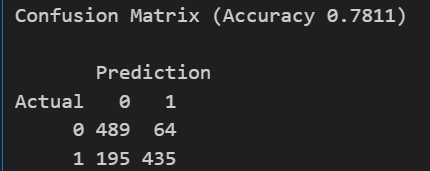 Confusion Matrix (Accuracy 0.7811)
Prediction
Actual 0 1
0 489 64
1 195 435